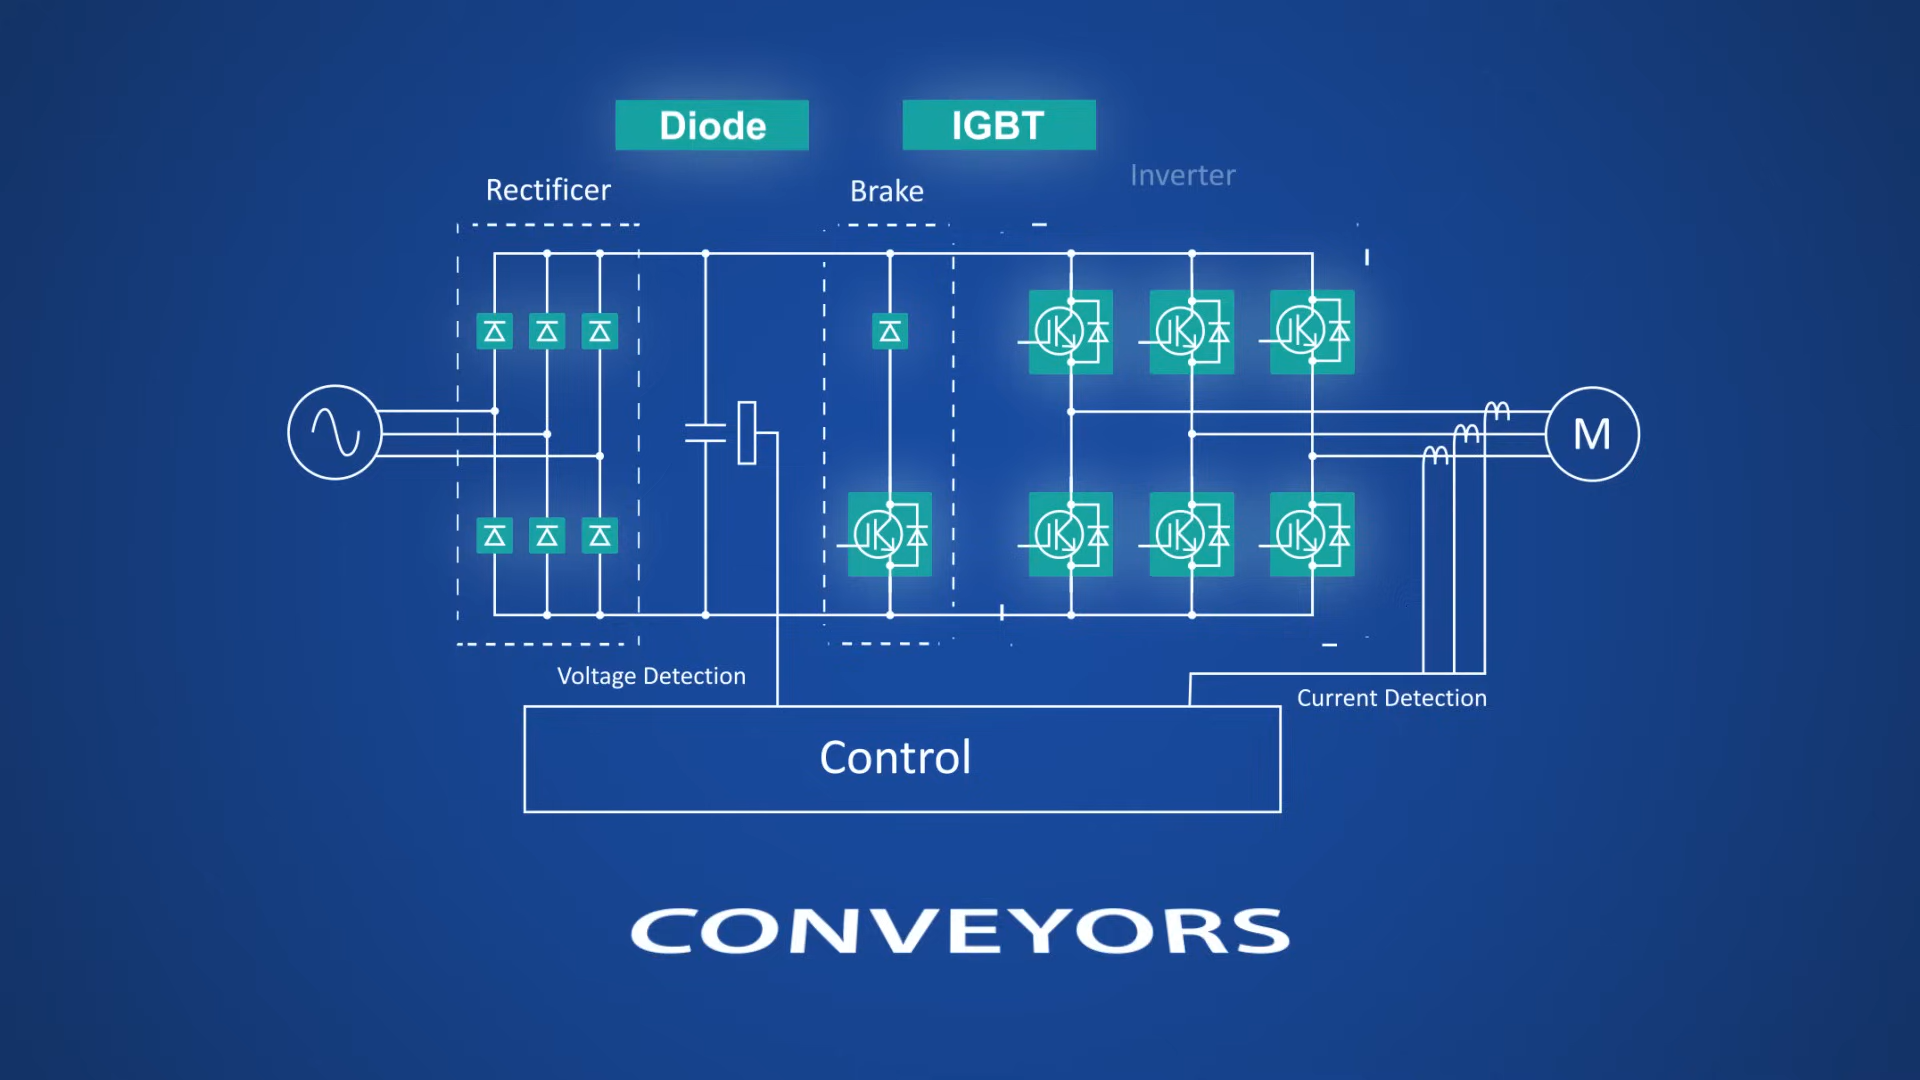 Diode
IGBT
Rectificer
Brake
Inverter
M
Voltage Detection
Current Detection
Control
CONVEYORS